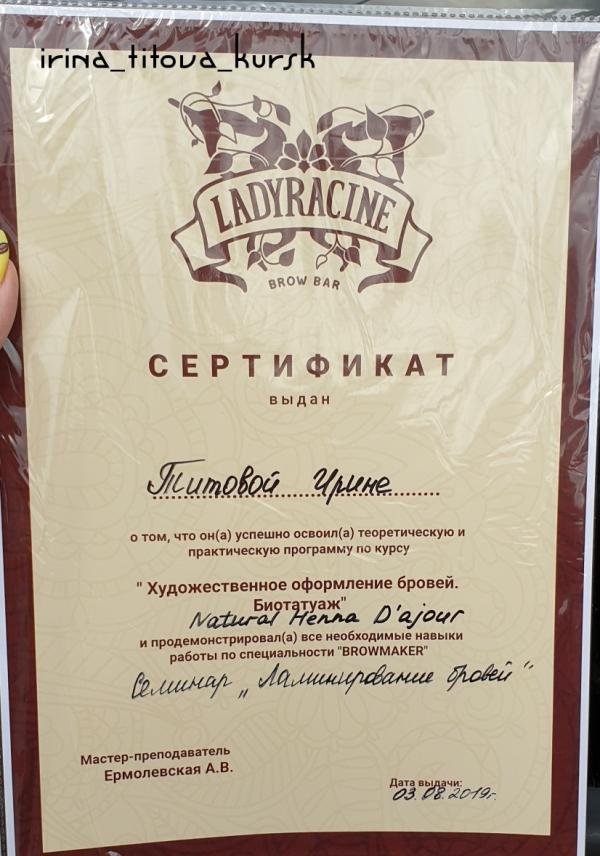 irina_titova_kursk
LADYRACINE
BROW BAR
СЕРТИФИКАТ
выдан
Титовой Ирине
о том, что он(а) успешно освоил(а) теоретическую и
практическую программу по курсу
" Художественное оформление бровей.
Биотатуаж"
Natural Henna D'ajour
и продемонстрировал(а) все необходимые навыки
работы по специальности "BROWMAKER"
Семинар „Ламинирование бровей"
Мастер-преподаватель
Ермолевская А.В.
Дата выдачи:
03.08.2019г.